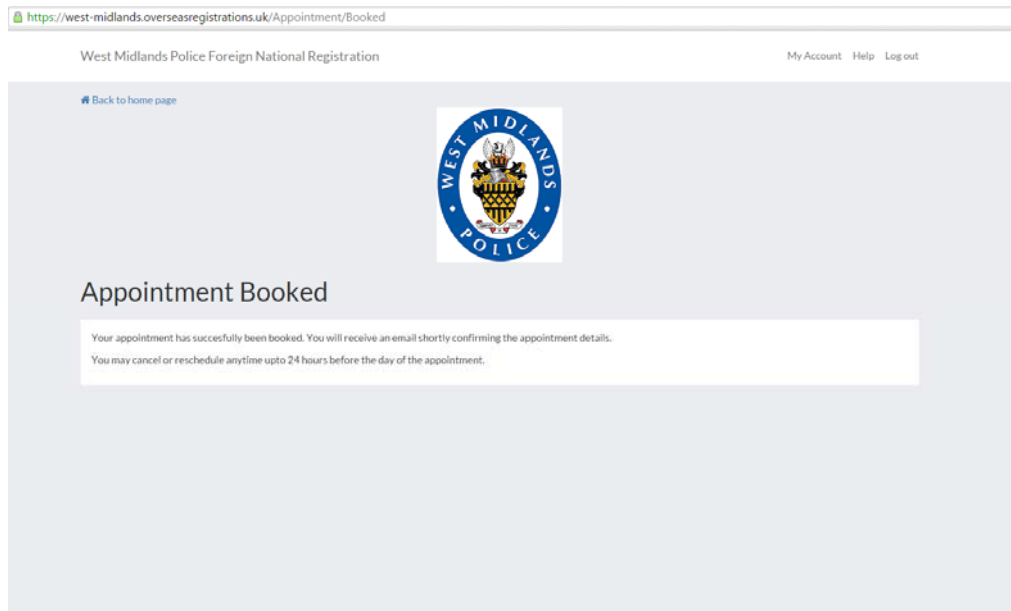 https://west-midlands.overseasregistrations.uk/Appointment/Booked
West Midlands Police Foreign National Registration
My Account Help Log out
Back to home page
WEST MIDLANDS
POLICE
Appointment Booked
Your appointment has succesfully been booked. You will receive an email shortly confirming the appointment details.
You may cancel or reschedule anytime upto 24 hours before the day of the appointment.